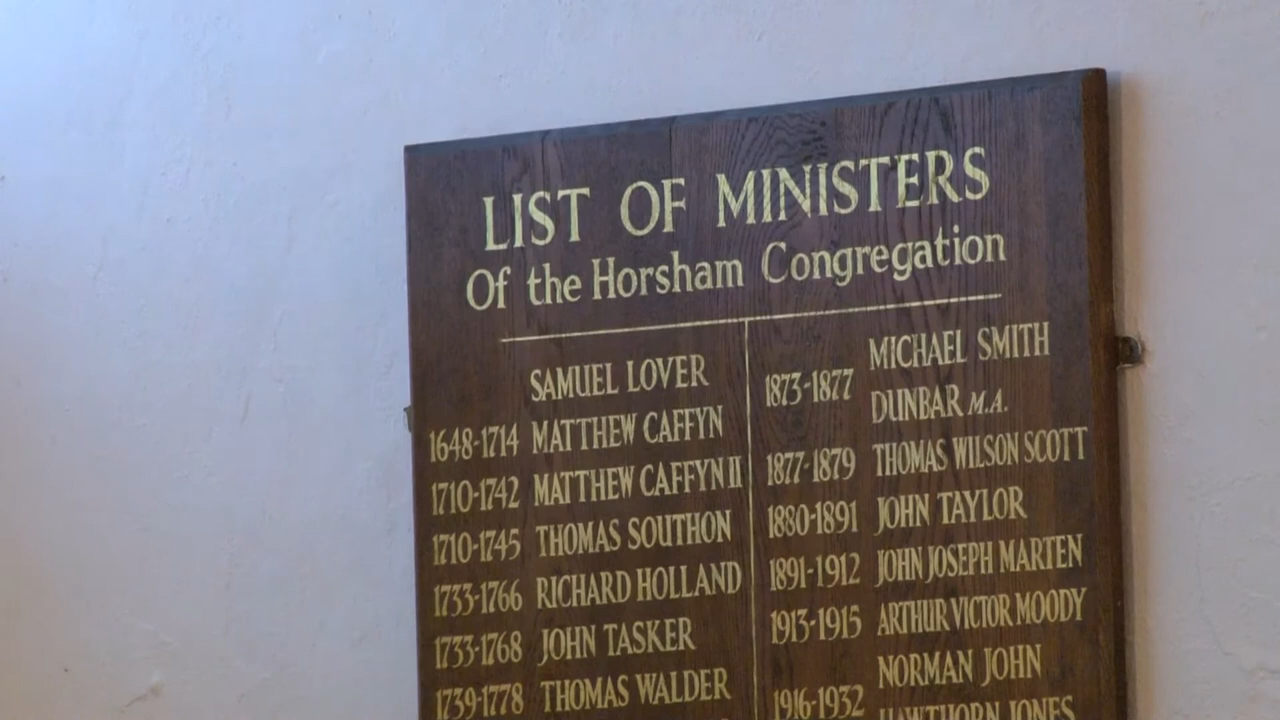 LIST OF MINISTERS
Of the Horsham Congregation
SAMUEL LOVER
1648-1714 MATTHEW CAFFYN
1710-1742 MATTHEW CAFFYN II
1710-1745 THOMAS SOUTHON
1733-1766 RICHARD HOLLAND
1733-1768 JOHN TASKER
1739-1778 THOMAS WALDER
1873-1877 MICHAEL SMITH
DUNBAR M.A.
1877-1879 THOMAS WILSON SCOTT
1880-1891 JOHN TAYLOR
1891-1912 JOHN JOSEPH MARTEN
1913-1915 ARTHUR VICTOR MOODY
1916-1932 NORMAN JOHN
HAWTHORN JONES